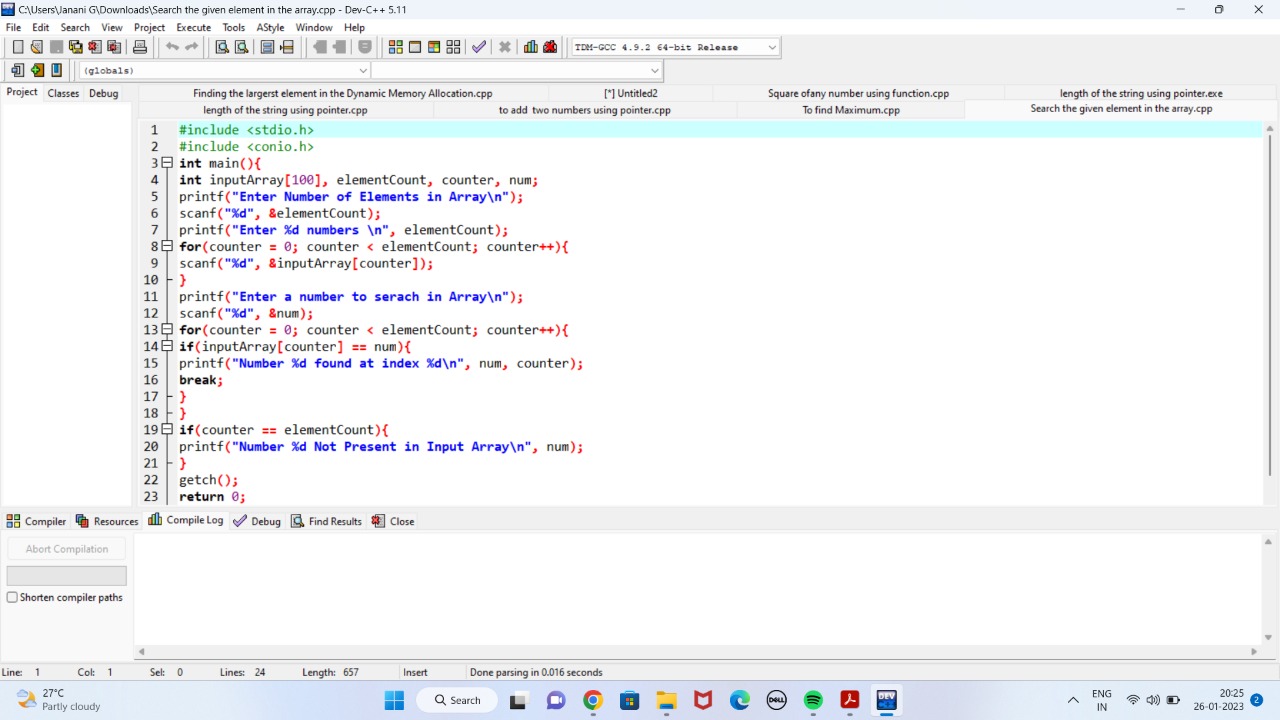 C:\Users\Janani G\Downloads\Search the given element in the array.cpp - Dev-C++ 5.11
File Edit Search View Project Execute Tools AStyle Window Help
TDM-GCC 4.9.2 64-bit Release
(globals)
Project Classes Debug
Finding the largest element in the Dynamic Memory Allocation.cpp [*] Untitled2 Square ofany number using function.cpp length of the string using pointer.exe
length of the string using pointer.cpp to add  two numbers using pointer.cpp To find Maximum.cpp Search the given element in the array.cpp
1 #include <stdio.h>
2 #include <conio.h>
3 int main(){
4 int inputArray[100], elementCount, counter, num;
5 printf("Enter Number of Elements in Array\n");
6 scanf("%d", &elementCount);
7 printf("Enter %d numbers \n", elementCount);
8 for(counter = 0; counter < elementCount; counter++){
9 scanf("%d", &inputArray[counter]);
10 }
11 printf("Enter a number to serach in Array\n");
12 scanf("%d", &num);
13 for(counter = 0; counter < elementCount; counter++){
14 if(inputArray[counter] == num){
15 printf("Number %d found at index %d\n", num, counter);
16 break;
17 }
18 }
19 if(counter == elementCount){
20 printf("Number %d Not Present in Input Array\n", num);
21 }
22 getch();
23 return 0;
Compiler Resources Compile Log Debug Find Results Close
Abort Compilation
Shorten compiler paths
Line: 1 Col: 1 Sel: 0 Lines: 24 Length: 657 Insert Done parsing in 0.016 seconds
27°C
Partly cloudy
Search
DELL
DEV
ENG
IN
20:25
26-01-2023
2